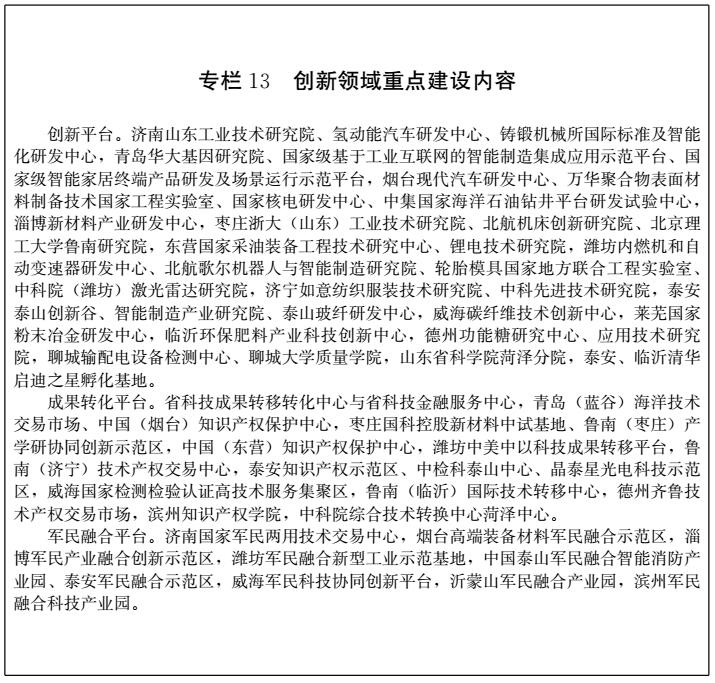 专栏 13　创新领域重点建设内容
创新平台。济南山东工业技术研究院、氢动能汽车研发中心、铸锻机械所国际标准及智能
化研发中心，青岛华大基因研究院、国家级基于工业互联网的智能制造集成应用示范平台、国
家级智能家居终端产品研发及场景运行示范平台，烟台现代汽车研发中心、万华聚合物表面材
料制备技术国家工程实验室、国家核电研发中心、中集国家海洋石油钻井平台研发试验中心，
淄博新材料产业研发中心，枣庄浙大（山东）工业技术研究院、北航机床创新研究院、北京理
工大学鲁南研究院，东营国家采油装备工程技术研究中心、锂电技术研究院，潍坊内燃机和自
动变速器研发中心、北航歌尔机器人与智能制造研究院、轮胎模具国家地方联合工程实验室、
中科院（潍坊）激光雷达研究院，济宁如意纺织服装技术研究院、中科先进技术研究院，泰安
泰山创新谷、智能制造产业研究院、泰山玻纤研发中心，威海碳纤维技术创新中心，莱芜国家
粉末冶金研发中心，临沂环保肥料产业科技创新中心，德州功能糖研究中心、应用技术研究
院，聊城输配电设备检测中心、聊城大学质量学院，山东省科学院菏泽分院，泰安、临沂清华
启迪之星孵化基地。
成果转化平台。省科技成果转移转化中心与省科技金融服务中心，青岛（蓝谷）海洋技术
交易市场、中国（烟台）知识产权保护中心，枣庄国科控股新材料中试基地、鲁南（枣庄）产
学研协同创新示范区，中国（东营）知识产权保护中心，潍坊中美中以科技成果转移平台，鲁
南（济宁）技术产权交易中心，泰安知识产权示范区、中检科泰山中心、晶泰星光电科技示范
区，威海国家检测检验认证高技术服务集聚区，鲁南（临沂）国际技术转移中心，德州齐鲁技
术产权交易市场，滨州知识产权学院，中科院综合技术转换中心菏泽中心。
军民融合平台。济南国家军民两用技术交易中心，烟台高端装备材料军民融合示范区，淄
博军民产业融合创新示范区，潍坊军民融合新型工业示范基地，中国泰山军民融合智能消防产
业园、泰安军民融合示范区，威海军民科技协同创新平台，沂蒙山军民融合产业园，滨州军民
融合科技产业园。